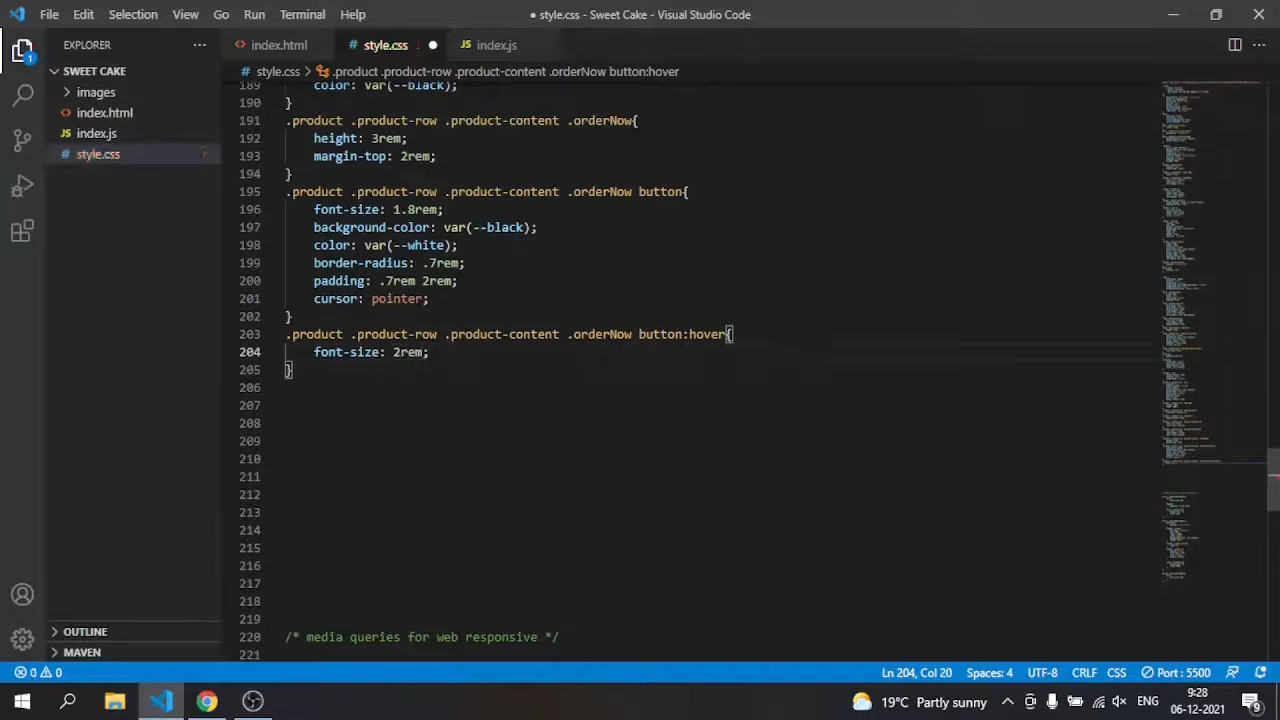 File Edit Selection View Go Run Terminal Help
● style.css - Sweet Cake - Visual Studio Code
EXPLORER
SWEET CAKE
images
index.html
JS index.js
# style.css
OUTLINE
MAVEN
1
<> index.html
# style.css
JS index.js
# style.css > .product .product-row .product-content .orderNow button:hover
189 color: var(--black);
190 }
191 .product .product-row .product-content .orderNow{
192 height: 3rem;
193 margin-top: 2rem;
194 }
195 .product .product-row .product-content .orderNow button{
196 font-size: 1.8rem;
197 background-color: var(--black);
198 color: var(--white);
199 border-radius: .7rem;
200 padding: .7rem 2rem;
201 cursor: pointer;
202 }
203 .product .product-row .product-content .orderNow button:hover{
204 font-size: 2rem;
205 }
206
207
208
209
210
211
212
213
214
215
216
217
218
219
220 /* media queries for web responsive */
221
0 0
Ln 204, Col 20 Spaces: 4 UTF-8 CRLF CSS Port : 5500
19°C Partly sunny ENG 9:28
06-12-2021 9